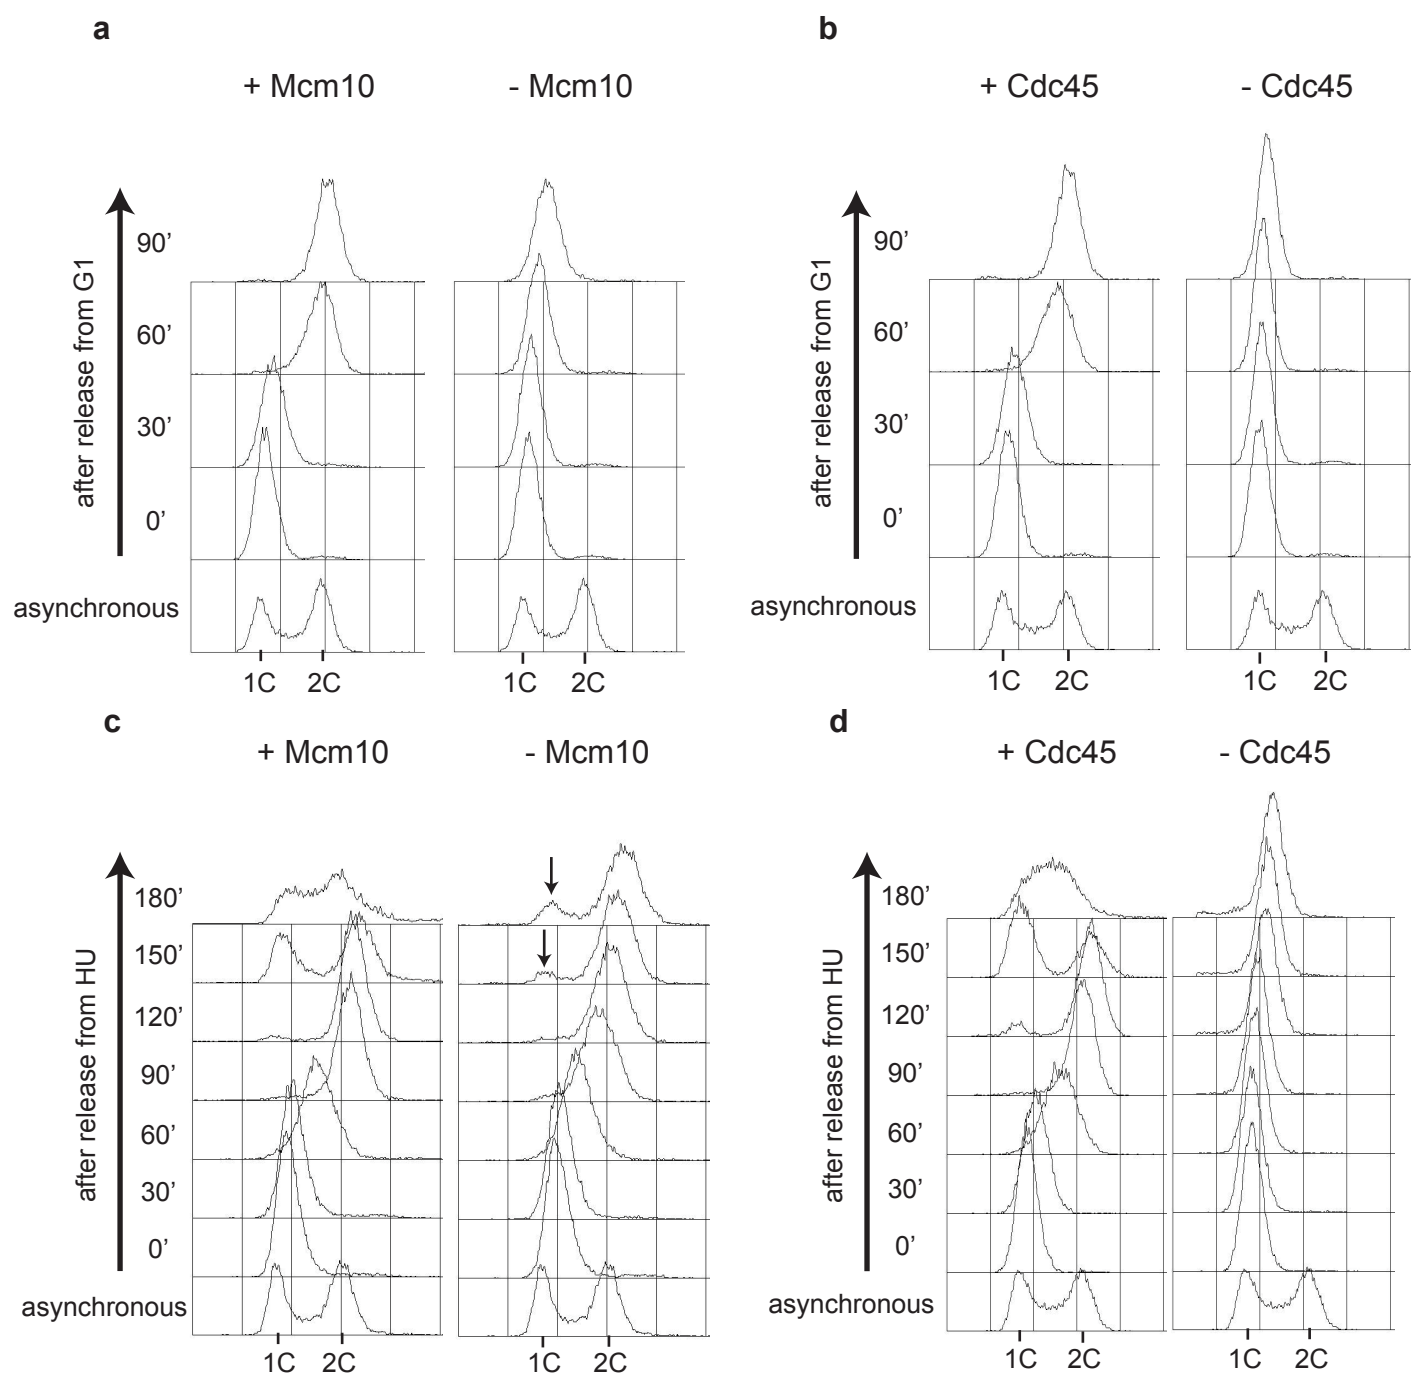 a
+ Mcm10
- Mcm10
after release from G1
90’
60’
30’
0’
asynchronous
1C 2C
1C 2C
b
+ Cdc45
- Cdc45
after release from G1
90’
60’
30’
0’
asynchronous
1C 2C
1C 2C
c
+ Mcm10
- Mcm10
after release from HU
180’
150’
120’
90’
60’
30’
0’
asynchronous
1C 2C
1C 2C
d
+ Cdc45
- Cdc45
after release from HU
180’
150’
120’
90’
60’
30’
0’
asynchronous
1C 2C
1C 2C